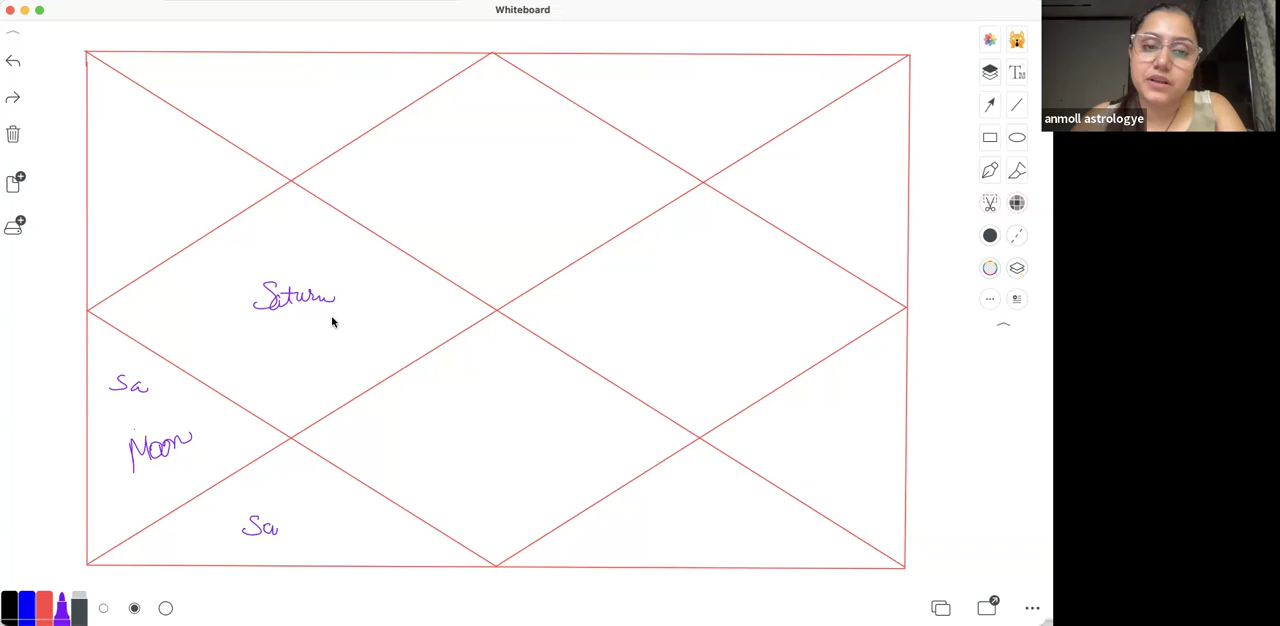 Whiteboard
anmoll astrologye
Saturn
Sa
Moon
Sa